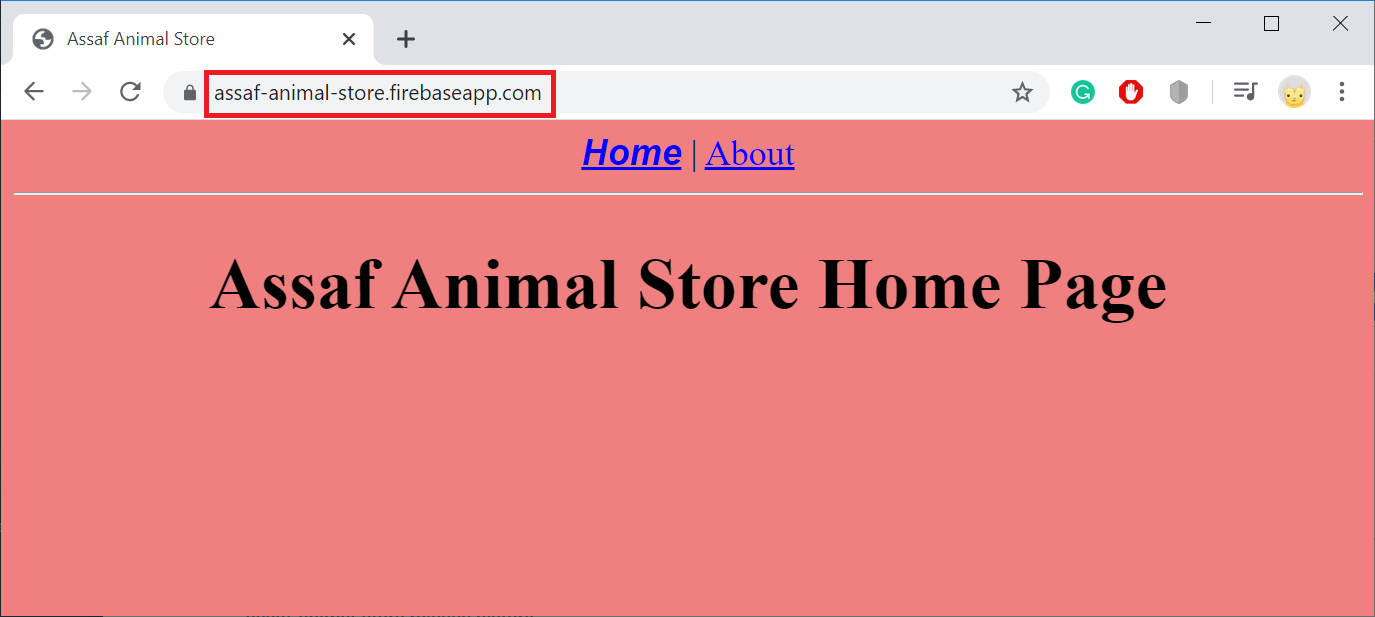 Assaf Animal Store
assaf-animal-store.firebaseapp.com
Home | About
Assaf Animal Store Home Page